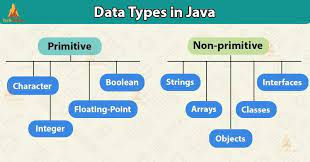 Data Types in Java
Primitive
Non-primitive
Character
Integer
Floating-Point
Boolean
Strings
Arrays
Objects
Classes
Interfaces